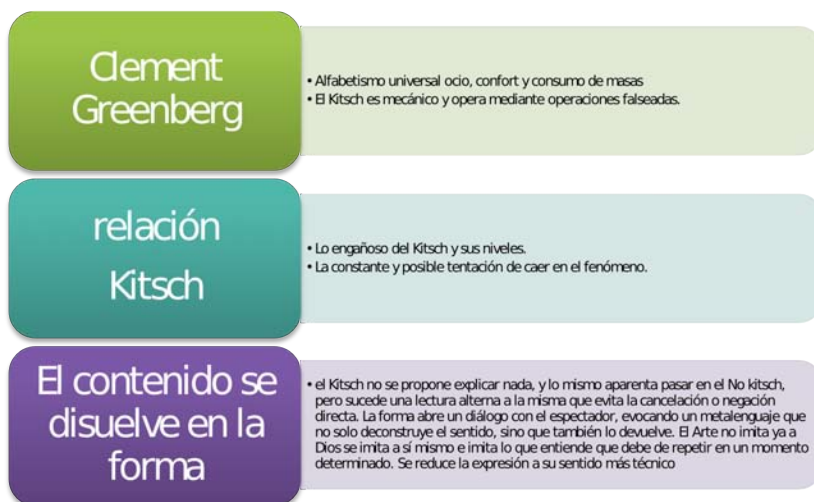 Clement
Greenberg
• Alfabetismo universal ocio, confort y consumo de masas
• El Kitsch es mecánico y opera mediante operaciones falseadas.
relación
Kitsch
• Lo engañoso del Kitsch y sus niveles.
• La constante y posible tentación de caer en el fenómeno.
El contenido se
disuelve en la
forma
• el Kitsch no se propone explicar nada, y lo mismo aparenta pasar en el No kitsch,
pero sucede una lectura alterna a la misma que evita la cancelación o negación
directa. La forma abre un diálogo con el espectador, evocando un metalenguaje que
no solo deconstruye el sentido, sino que también lo devuelve. El Arte no imita ya a
Dios se imita a sí mismo e imita lo que entiende que debe de repetir en un momento
determinado. Se reduce la expresión a su sentido más técnico